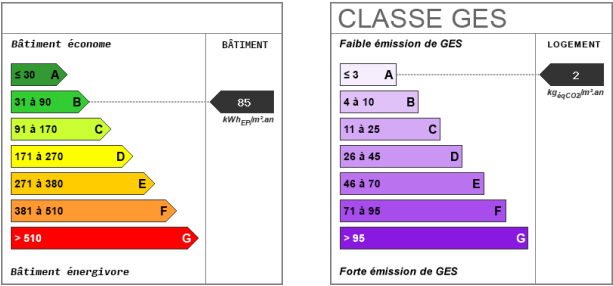 Bâtiment économe
BÂTIMENT
≤ 30 A
31 à 90 B
85
kWhEP/m².an
91 à 170 C
171 à 270 D
271 à 380 E
381 à 510 F
> 510 G
Bâtiment énergivore
CLASSE GES
Faible émission de GES
LOGEMENT
≤ 3 A
2
kgéqCO2/m².an
4 à 10 B
11 à 25 C
26 à 45 D
46 à 70 E
71 à 95 F
> 95 G
Forte émission de GES